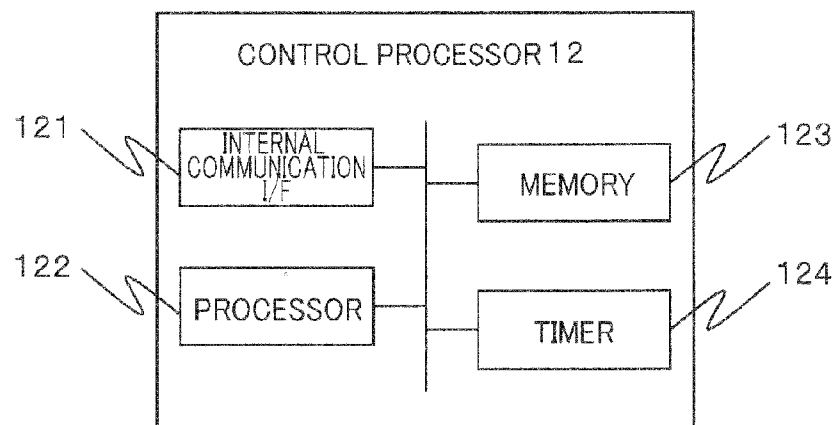 CONTROL PROCESSOR 12
121
INTERNAL
COMMUNICATION
I/F
123
MEMORY
122
PROCESSOR
124
TIMER